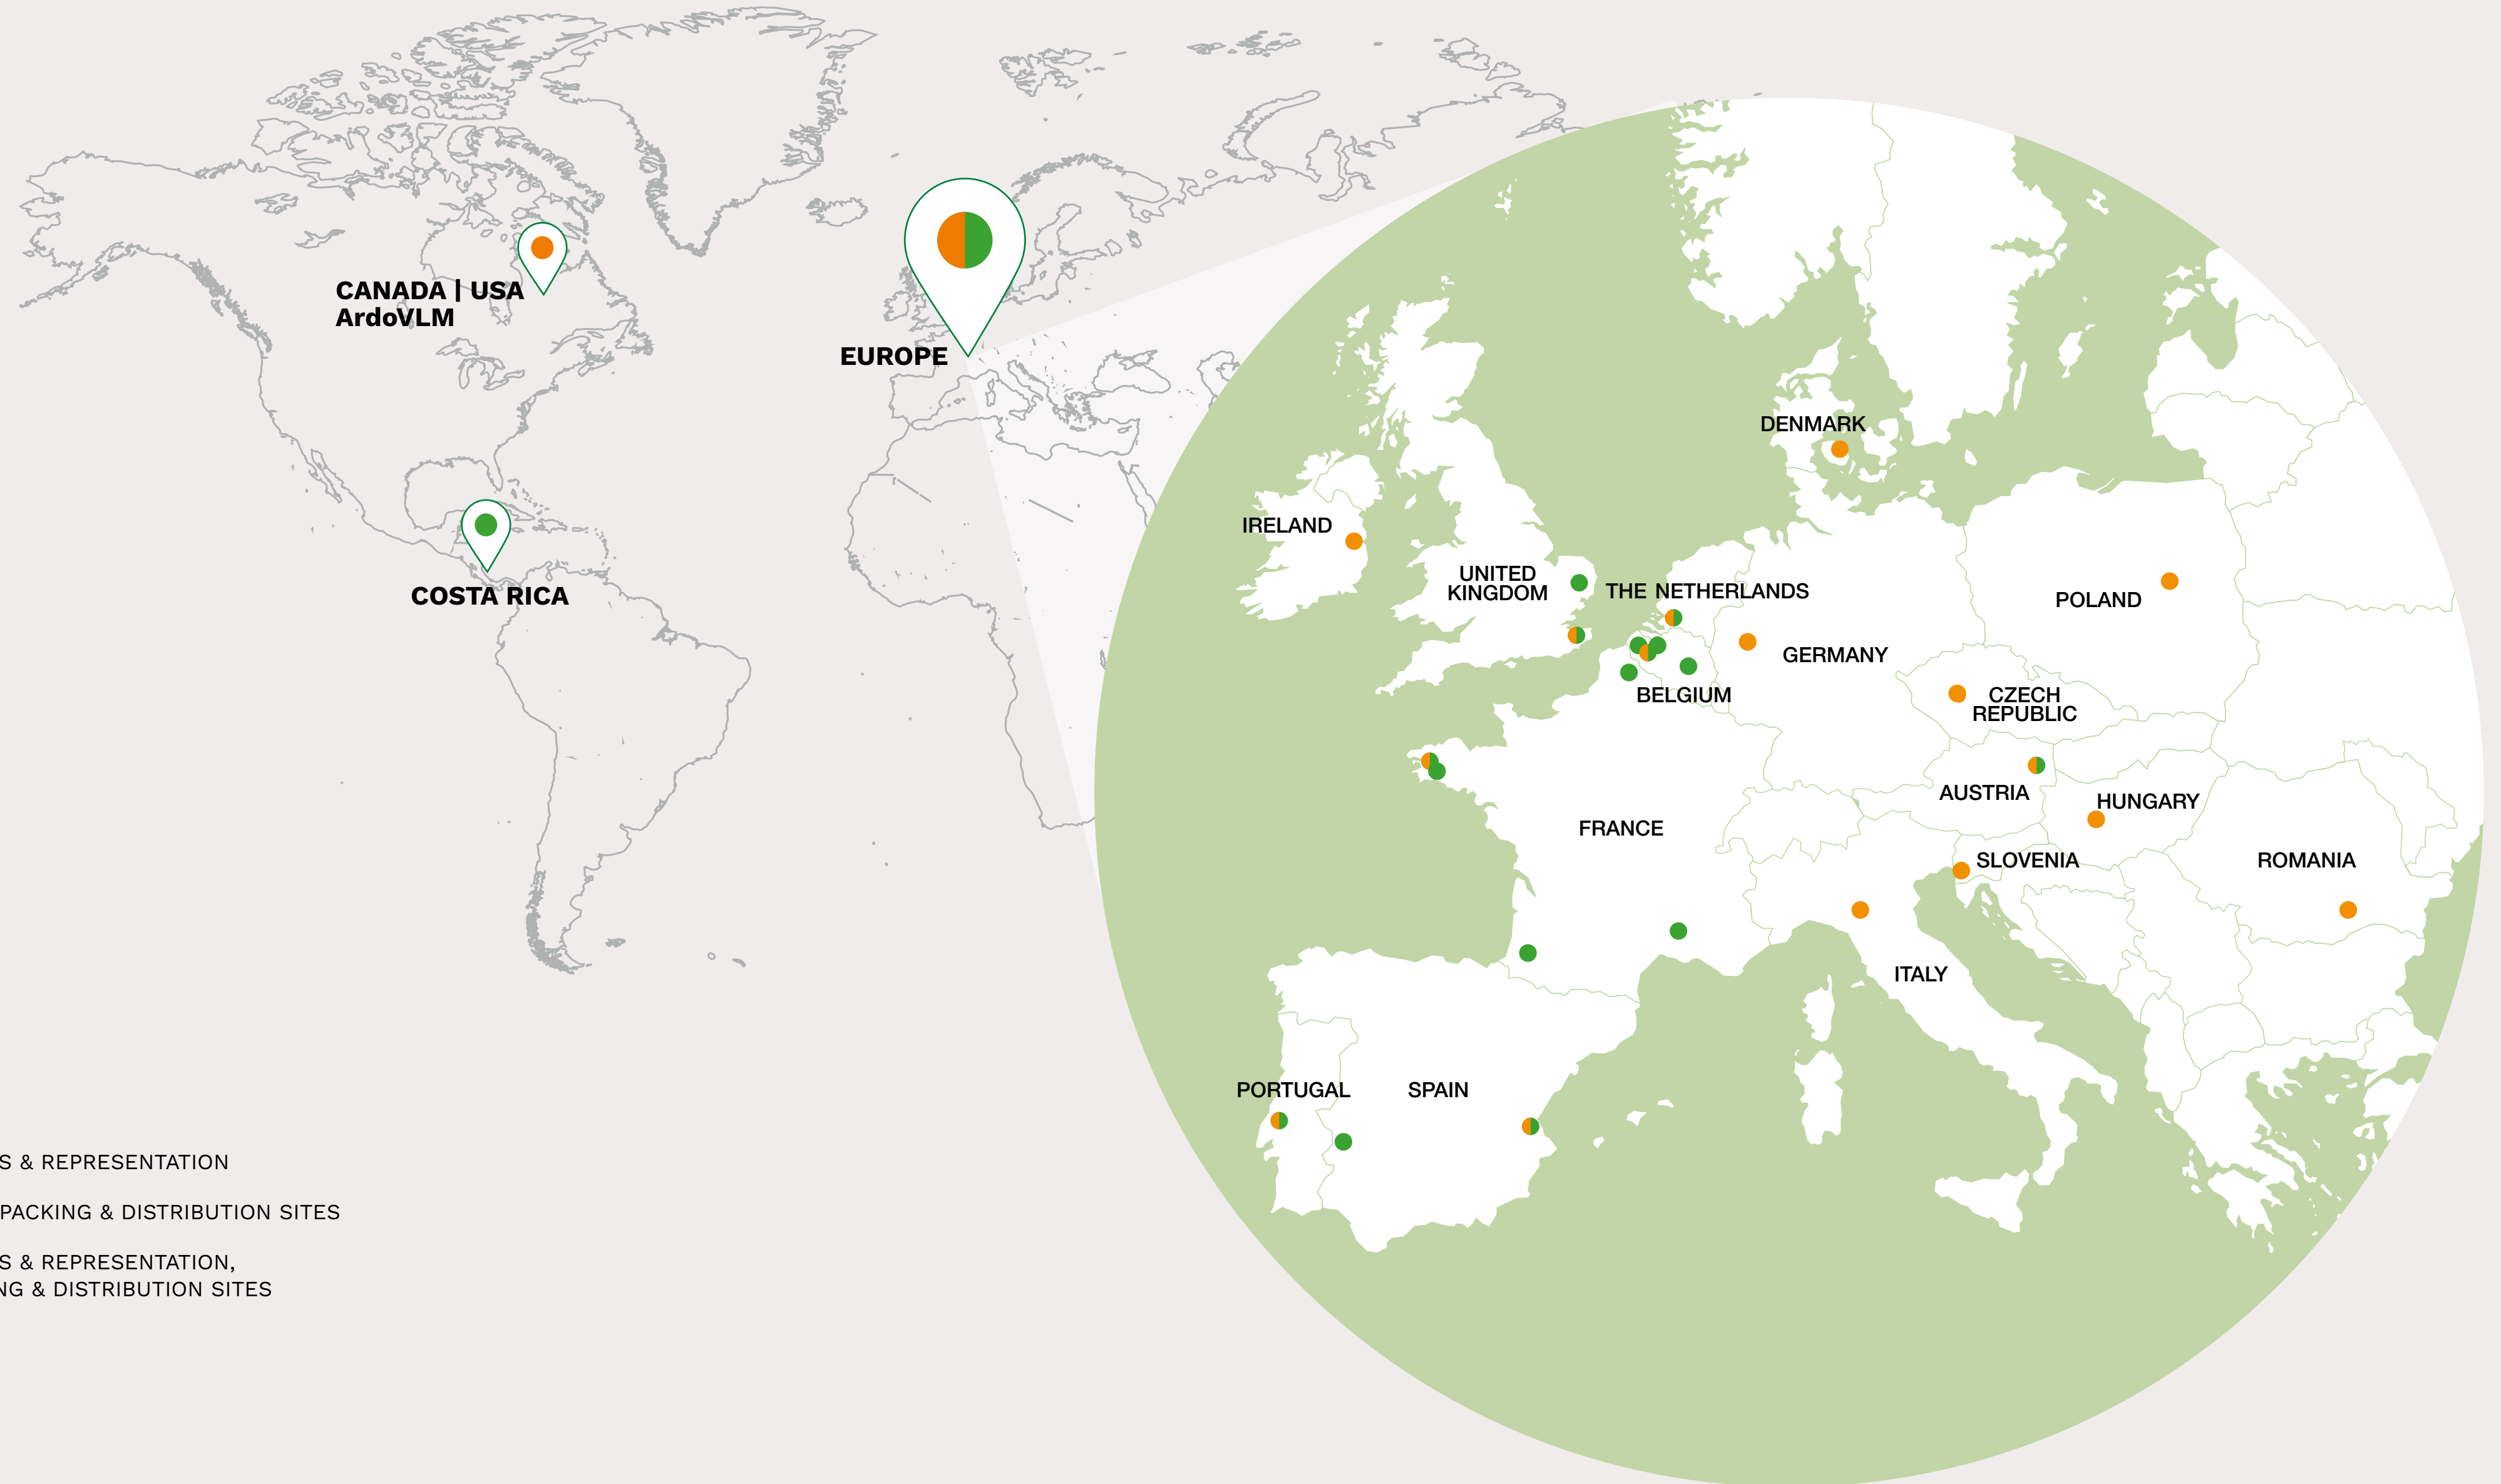 CANADA | USA
ArdoVLM
EUROPE
COSTA RICA
DENMARK
IRELAND
UNITED
KINGDOM
THE NETHERLANDS
POLAND
GERMANY
BELGIUM
CZECH
REPUBLIC
AUSTRIA
HUNGARY
FRANCE
SLOVENIA
ROMANIA
ITALY
PORTUGAL
SPAIN
S & REPRESENTATION
PACKING & DISTRIBUTION SITES
S & REPRESENTATION,
NG & DISTRIBUTION SITES